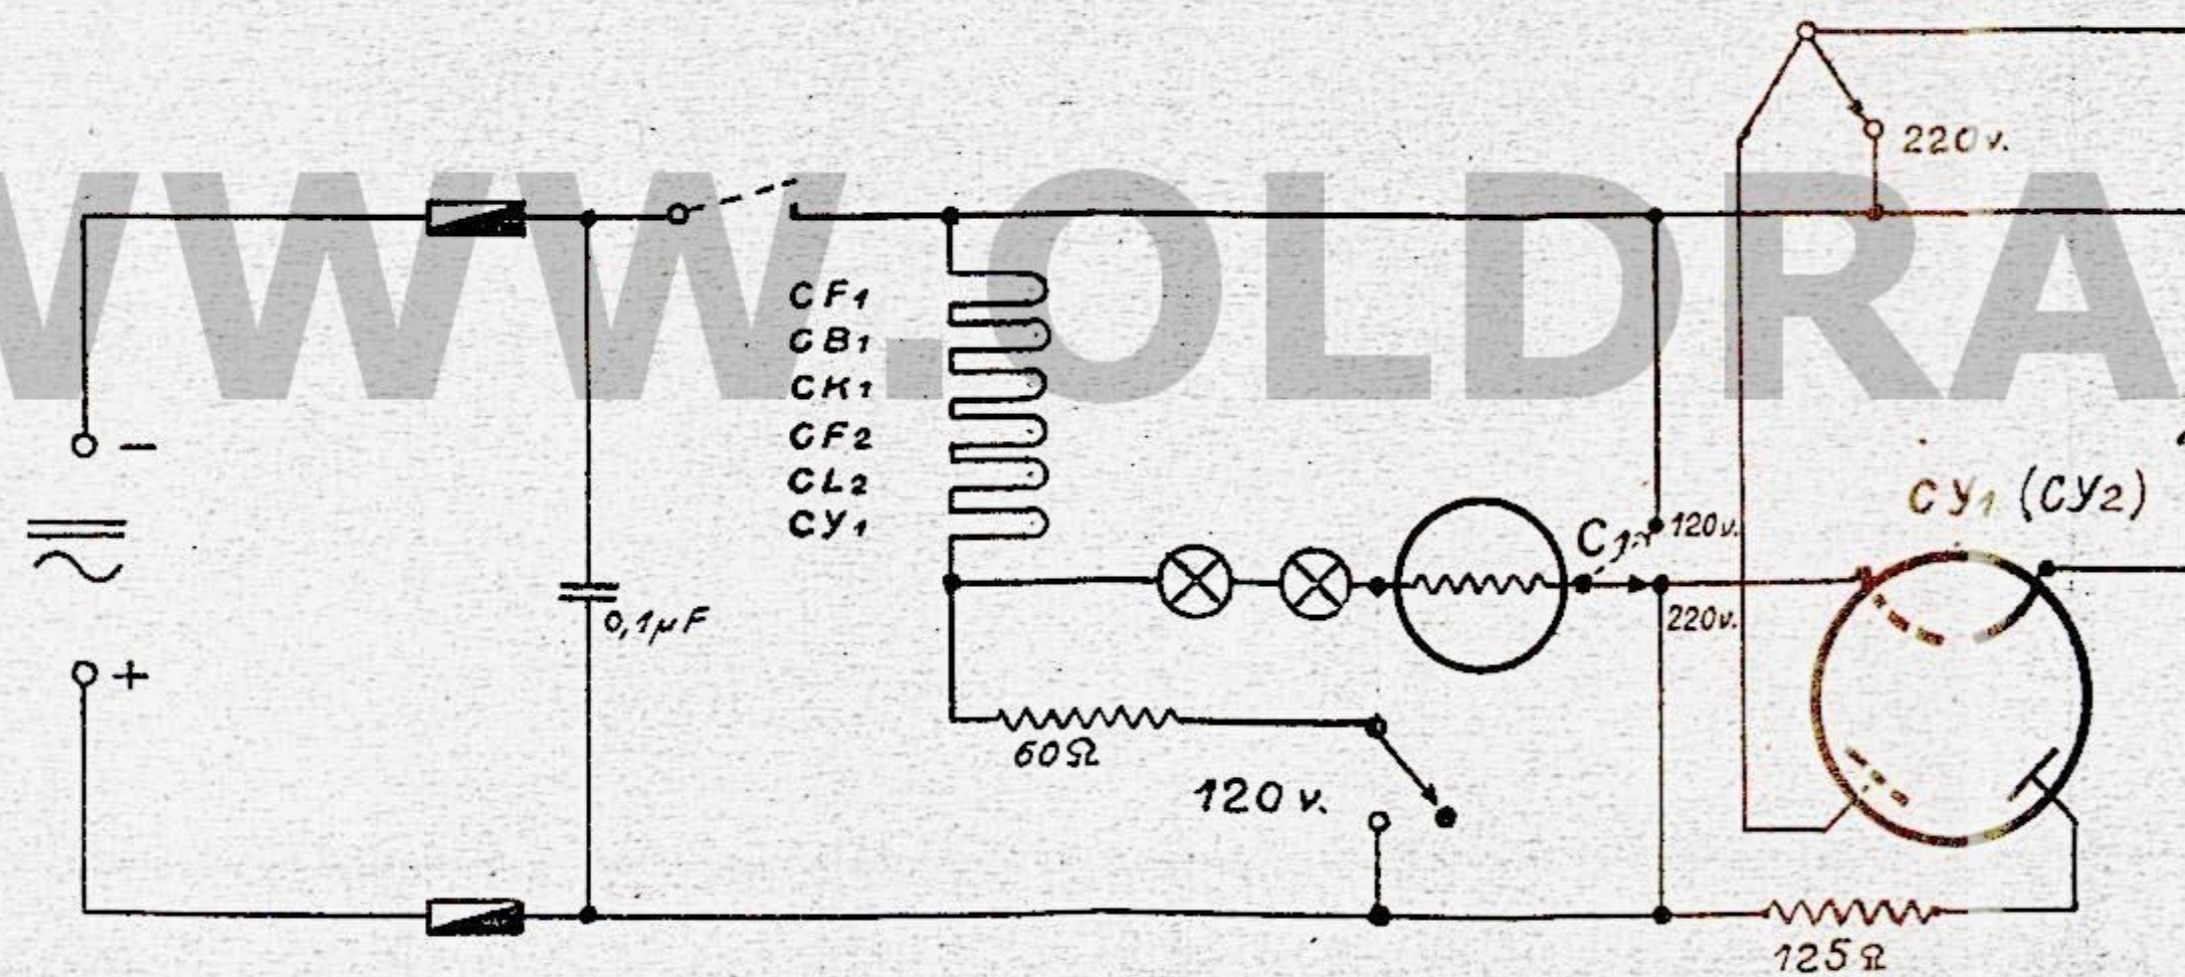 220v.
WWW.OLDRA
CF1
CB1
CK1
CF2
CL2
CY1
−
+
0,1µF
C1
120v.
220v.
CY1 (CY2)
60Ω
120 v.
125Ω